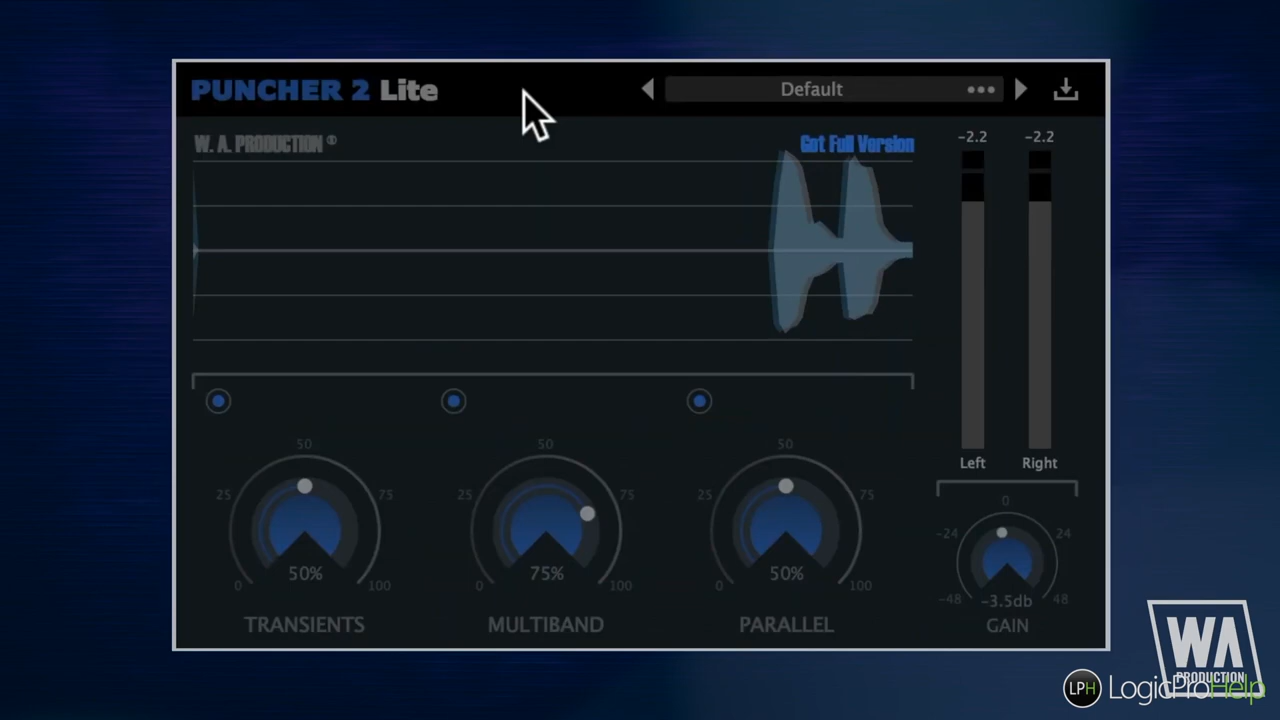 PUNCHER 2 Lite
Default
W. A. PRODUCTION ®
Get Full Version
-2.2 -2.2
Left Right
50 50 50
25 75 25 75 25 75
0 100 0 100 0 100
50% 75% 50%
TRANSIENTS MULTIBAND PARALLEL
0
-24 24
-48 -3.5db 48
GAIN
WA
PRODUCTION
LPH LogicProHelp